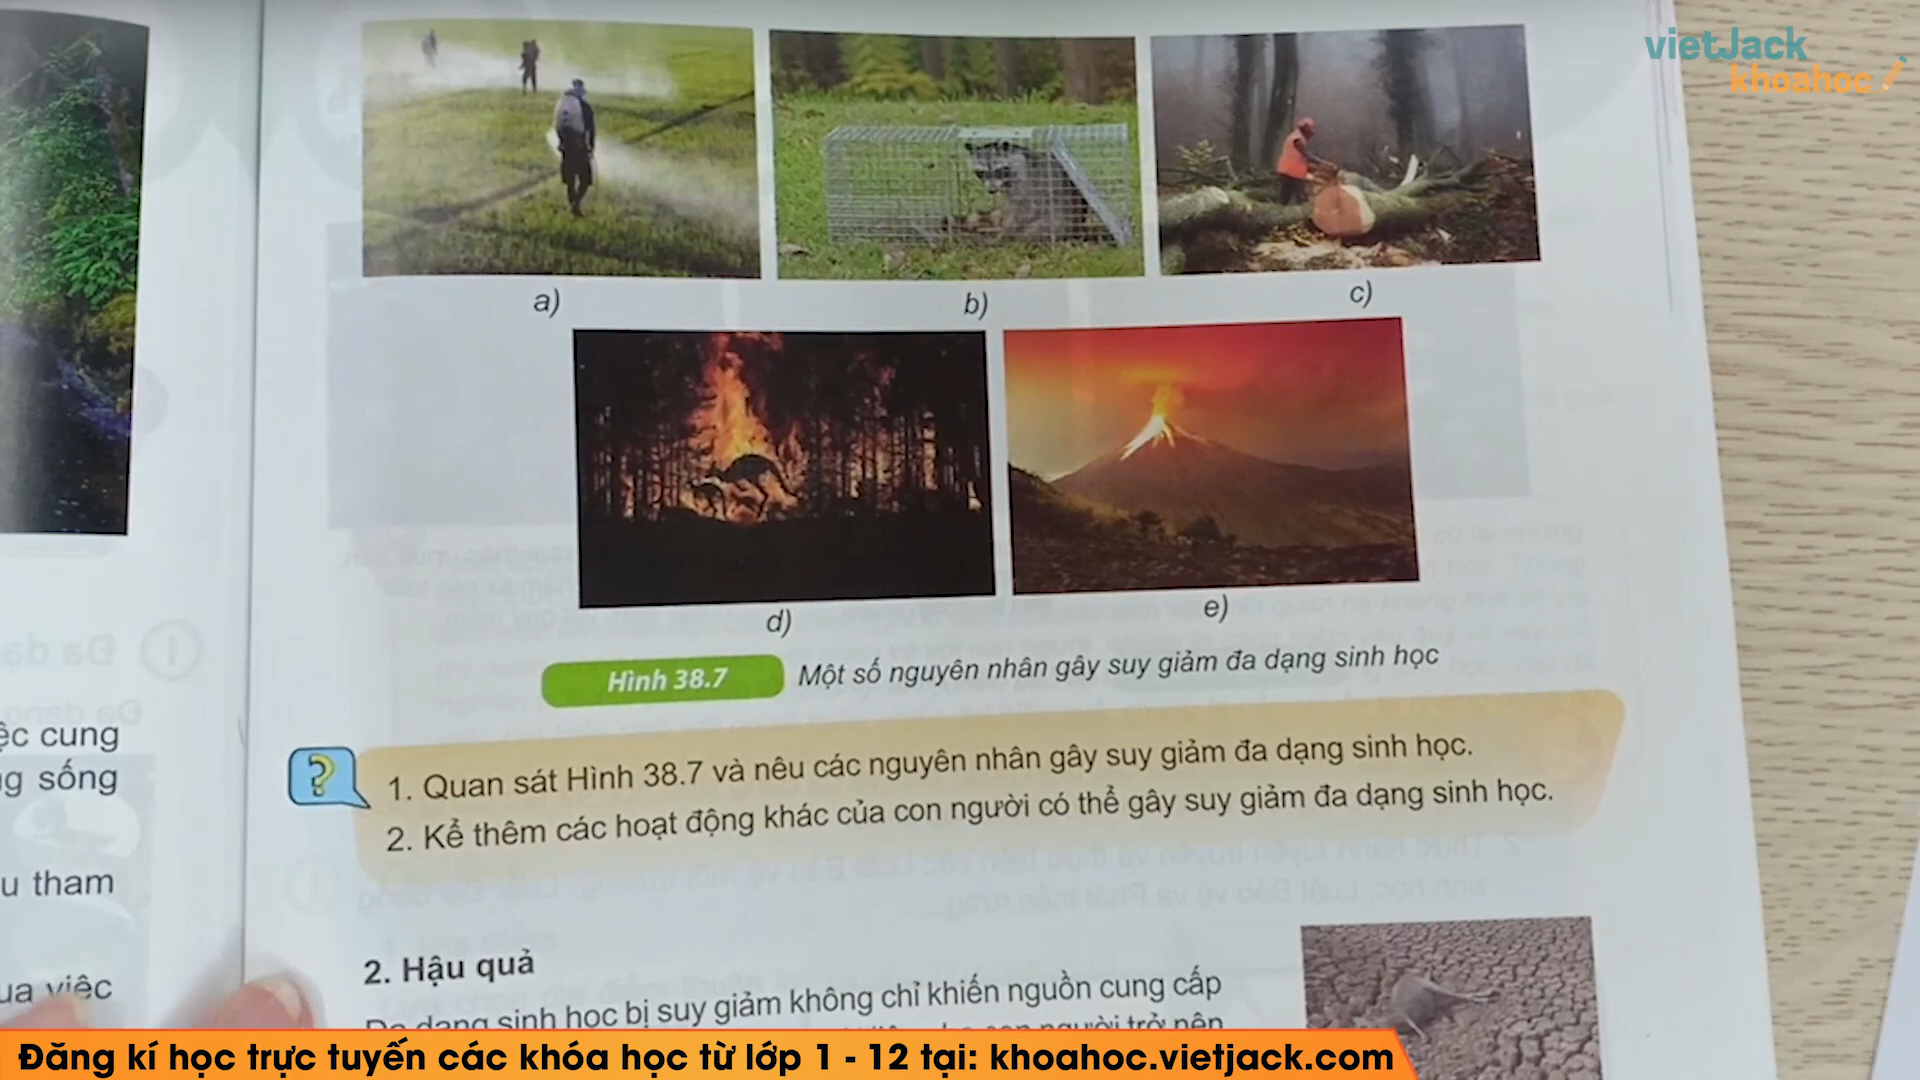 vietJack
khoahoc
a)
b)
c)
d)
e)
Hình 38.7 Một số nguyên nhân gây suy giảm đa dạng sinh học
?
1. Quan sát Hình 38.7 và nêu các nguyên nhân gây suy giảm đa dạng sinh học.
2. Kể thêm các hoạt động khác của con người có thể gây suy giảm đa dạng sinh học.
cung
sống
u tham
việc
2. Hậu quả
Đa dạng sinh học bị suy giảm không chỉ khiến nguồn cung cấp
con người trở nên
Đăng kí học trực tuyến các khóa học từ lớp 1 - 12 tại: khoahoc.vietjack.com